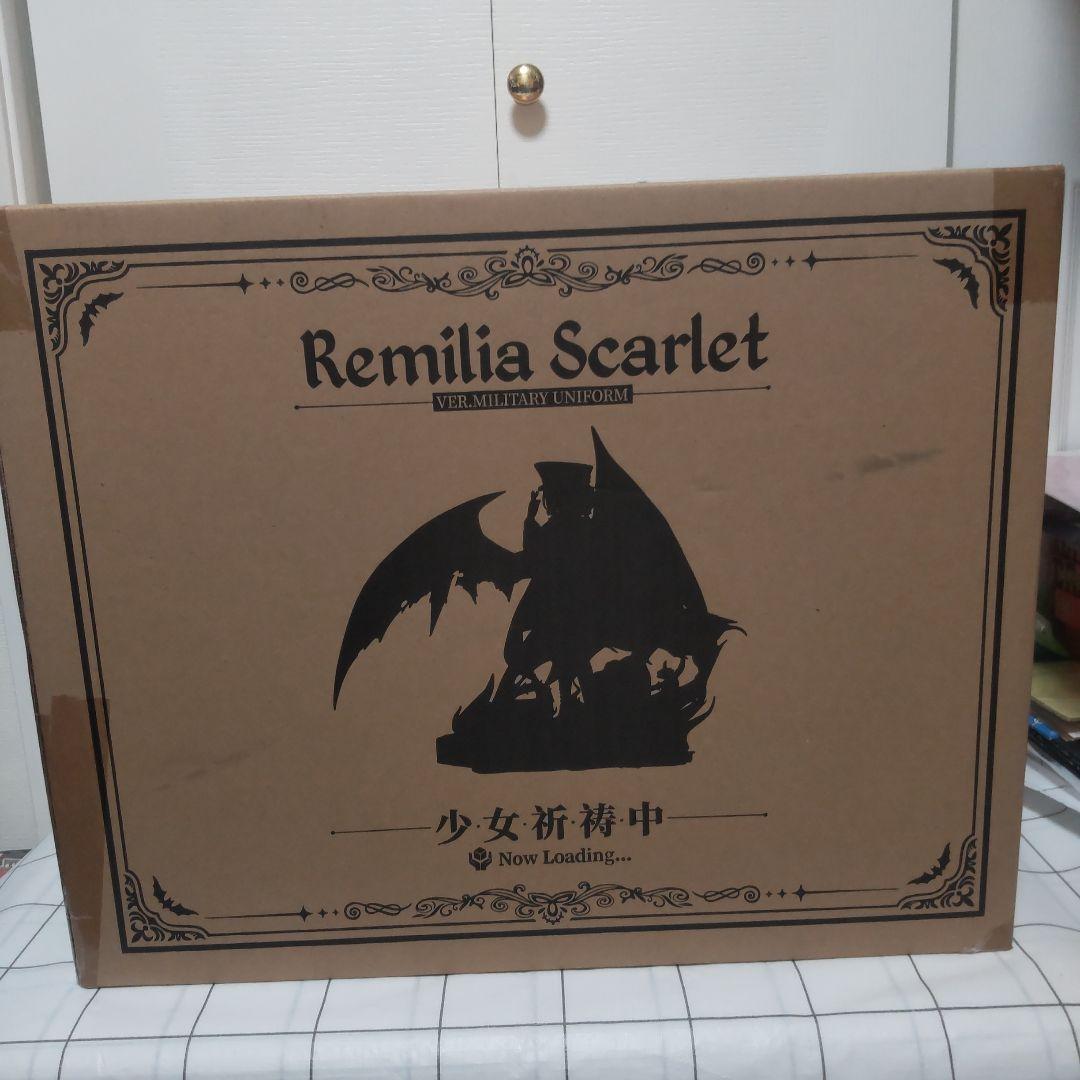 Remilia Scarlet
VER.MILITARY UNIFORM
少·女·祈·祷·中
Now Loading...